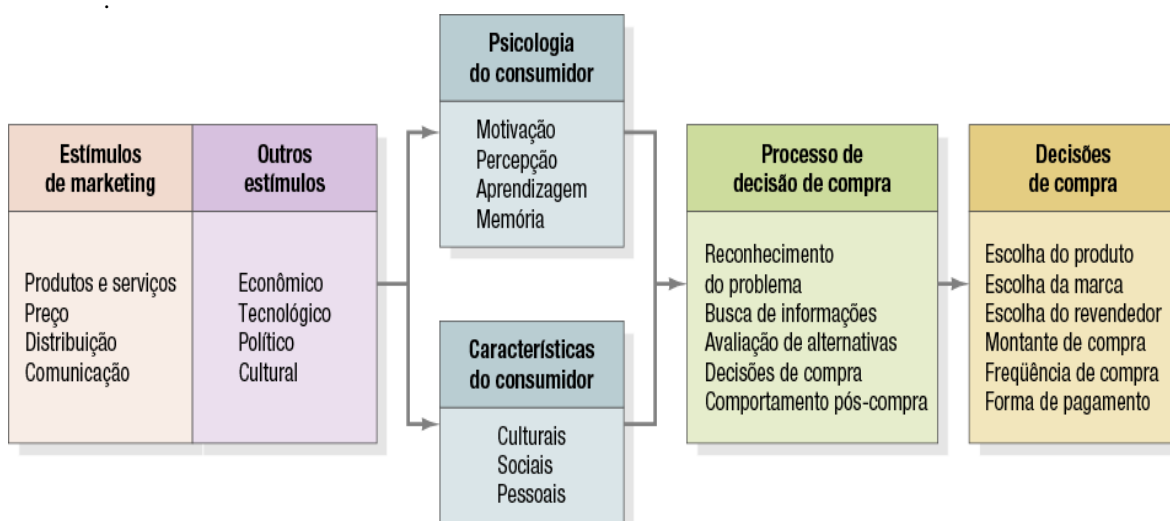 Estímulos
de marketing
Produtos e serviços
Preço
Distribuição
Comunicação
Outros
estímulos
Econômico
Tecnológico
Político
Cultural
Psicologia
do consumidor
Motivação
Percepção
Aprendizagem
Memória
Características
do consumidor
Culturais
Sociais
Pessoais
Processo de
decisão de compra
Reconhecimento
do problema
Busca de informações
Avaliação de alternativas
Decisões de compra
Comportamento pós-compra
Decisões
de compra
Escolha do produto
Escolha da marca
Escolha do revendedor
Montante de compra
Freqüência de compra
Forma de pagamento